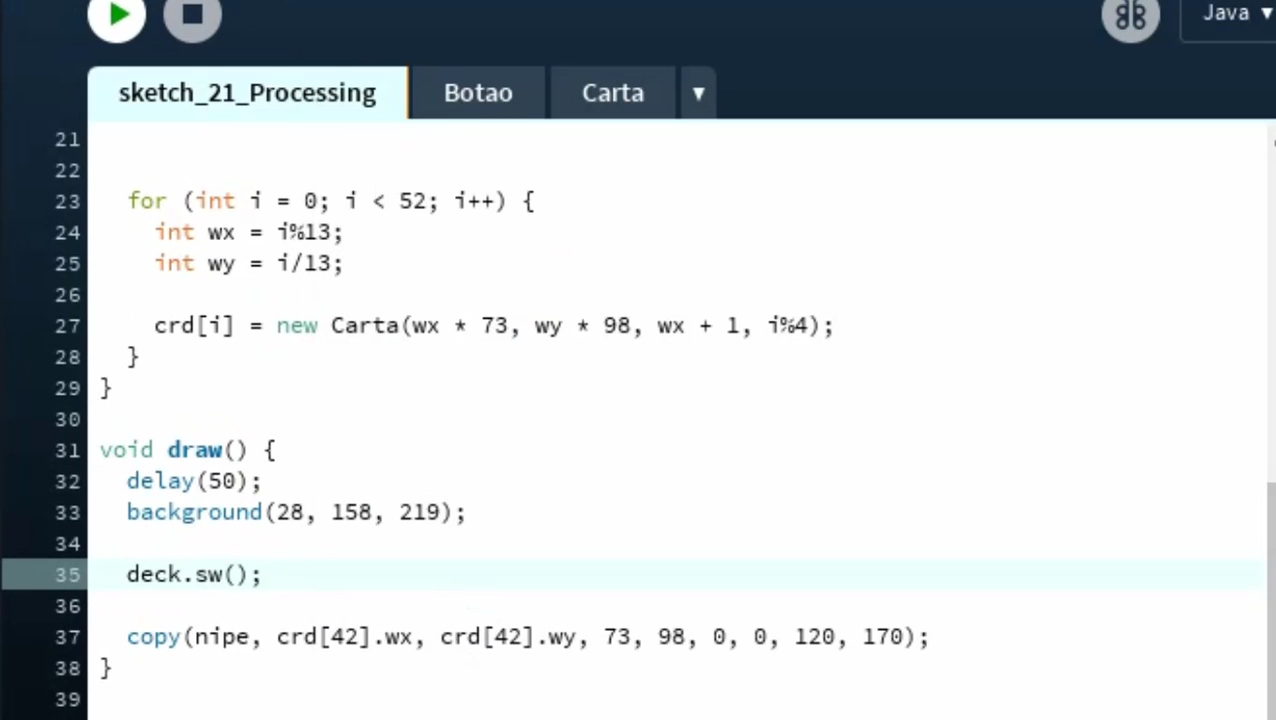 Java ▼
sketch_21_Processing Botao Carta ▼
21
22
23 for (int i = 0; i < 52; i++) {
24 int wx = i%13;
25 int wy = i/13;
26
27 crd[i] = new Carta(wx * 73, wy * 98, wx + 1, i%4);
28 }
29 }
30
31 void draw() {
32 delay(50);
33 background(28, 158, 219);
34
35 deck.sw();
36
37 copy(nipe, crd[42].wx, crd[42].wy, 73, 98, 0, 0, 120, 170);
38 }
39